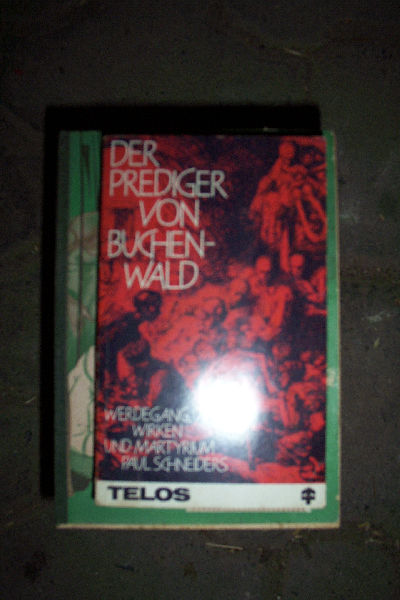 DER
PREDIGER
VON
BUCHEN-
WALD
WERDEGANG,
WIRKEN
UND MARTYRIUM
PAUL SCHNEIDERS
TELOS